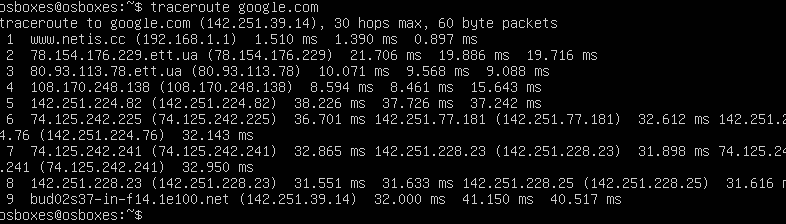 osboxes@osboxes:~$ traceroute google.com
traceroute to google.com (142.251.39.14), 30 hops max, 60 byte packets
 1  www.netis.cc (192.168.1.1)  1.510 ms  1.390 ms  0.897 ms
 2  78.154.176.229.ett.ua (78.154.176.229)  21.706 ms  19.886 ms  19.716 ms
 3  80.93.113.78.ett.ua (80.93.113.78)  10.071 ms  9.568 ms  9.088 ms
 4  108.170.248.138 (108.170.248.138)  8.594 ms  8.461 ms  15.643 ms
 5  142.251.224.82 (142.251.224.82)  38.226 ms  37.726 ms  37.242 ms
 6  74.125.242.225 (74.125.242.225)  36.701 ms 142.251.77.181 (142.251.77.181)  32.612 ms 142.251.2
4.76 (142.251.224.76)  32.143 ms
 7  74.125.242.241 (74.125.242.241)  32.865 ms 142.251.228.23 (142.251.228.23)  31.898 ms 74.125.24
.241 (74.125.242.241)  32.950 ms
 8  142.251.228.23 (142.251.228.23)  31.551 ms  31.633 ms 142.251.228.25 (142.251.228.25)  31.616 m
 9  bud02s37-in-f14.1e100.net (142.251.39.14)  32.000 ms  41.150 ms  40.517 ms
osboxes@osboxes:~$